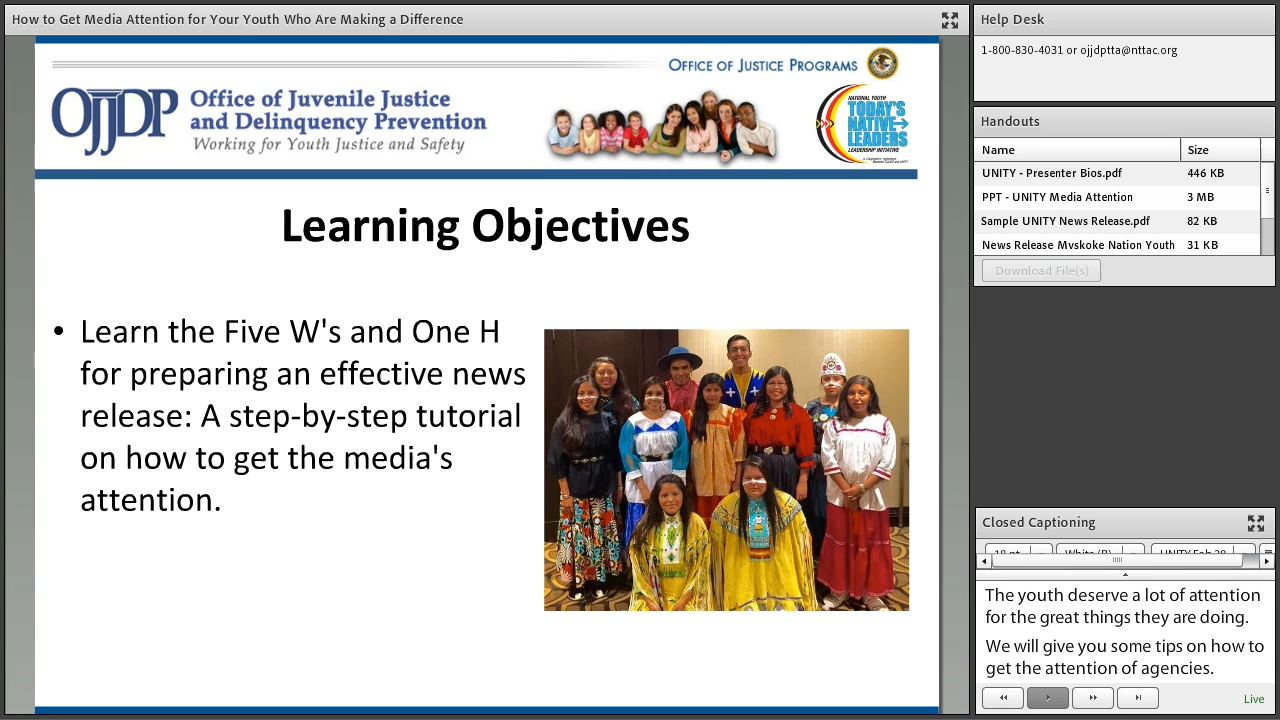 How to Get Media Attention for Your Youth Who Are Making a Difference
OFFICE OF JUSTICE PROGRAMS
OJJDP
Office of Juvenile Justice
and Delinquency Prevention
Working for Youth Justice and Safety
NATIONAL YOUTH
TODAY'S
NATIVE
LEADERS
LEADERSHIP INITIATIVE
Learning Objectives
• Learn the Five W's and One H
for preparing an effective news
release: A step-by-step tutorial
on how to get the media's
attention.
Help Desk
1-800-830-4031 or ojjdptta@nttac.org
Handouts
Name Size
UNITY - Presenter Bios.pdf 446 KB
PPT - UNITY Media Attention 3 MB
Sample UNITY News Release.pdf 82 KB
News Release Mvskoke Nation Youth 31 KB
Download File(s)
Closed Captioning
18 pt White (B) UNITY Feb 28
The youth deserve a lot of attention
for the great things they are doing.
We will give you some tips on how to
get the attention of agencies.
Live